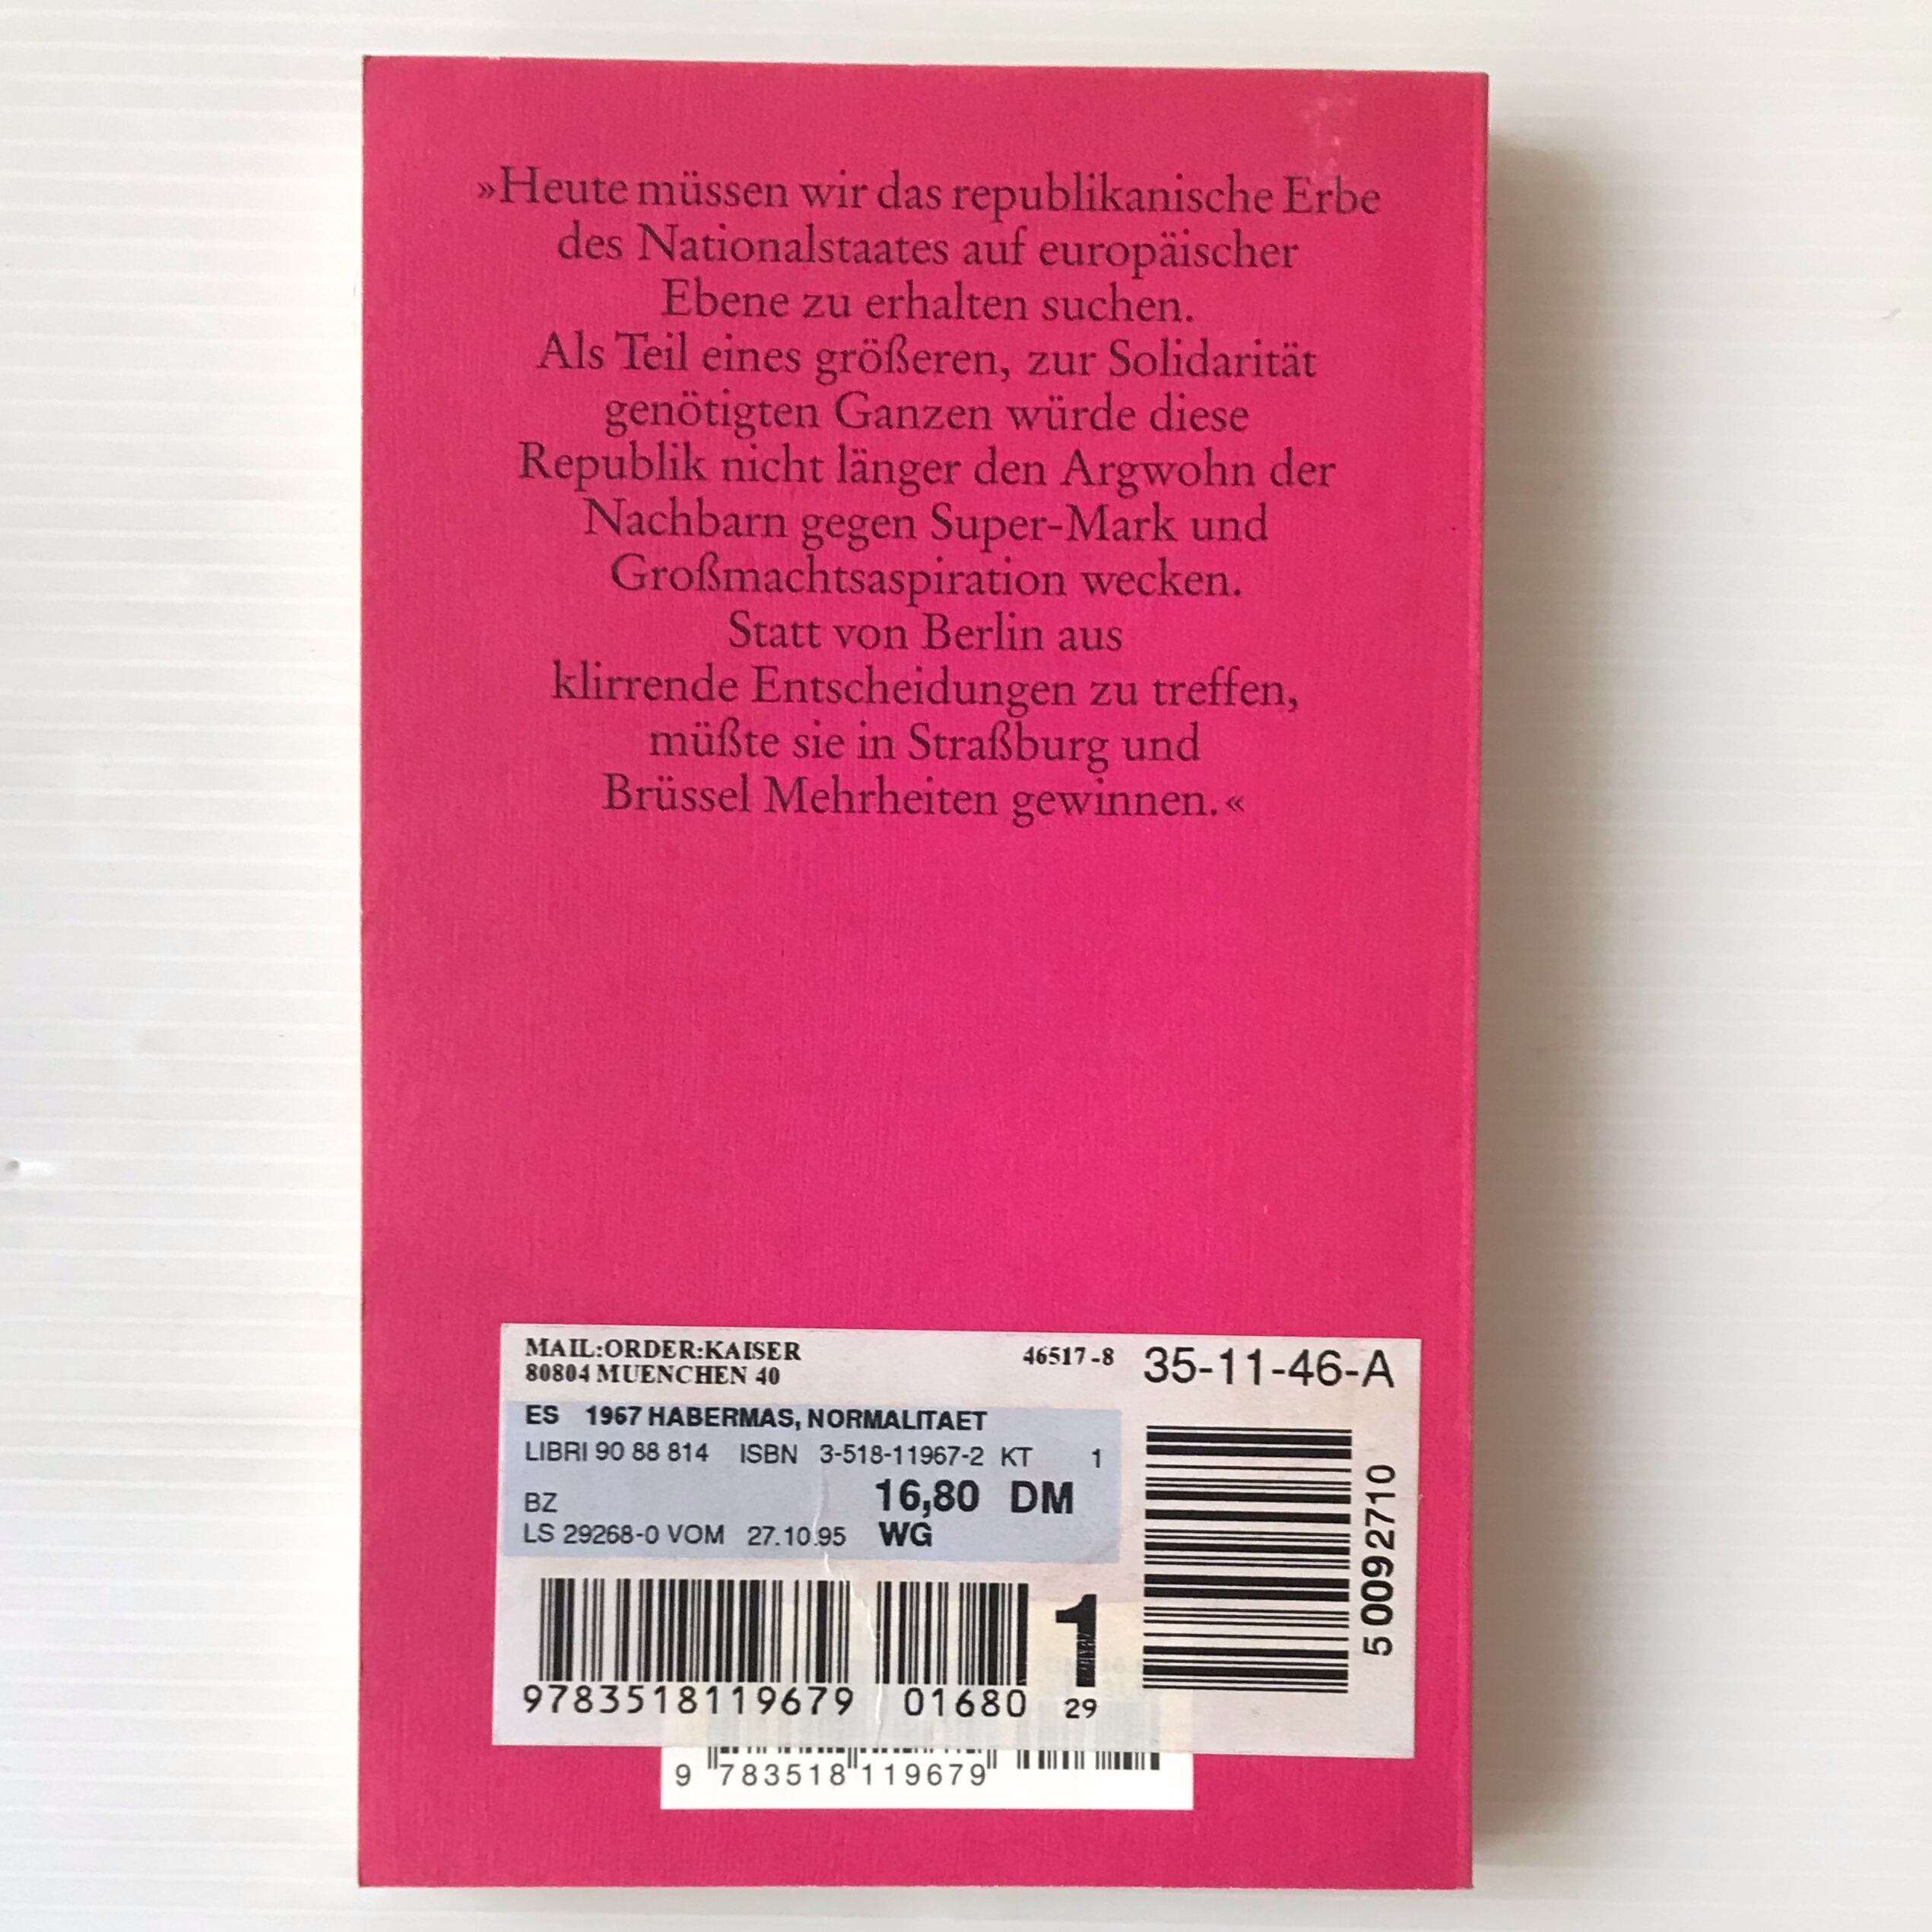 »Heute müssen wir das republikanische Erbe
des Nationalstaates auf europäischer
Ebene zu erhalten suchen.
Als Teil eines größeren, zur Solidarität
genötigten Ganzen würde diese
Republik nicht länger den Argwohn der
Nachbarn gegen Super-Mark und
Großmachtsaspiration wecken.
Statt von Berlin aus
klirrende Entscheidungen zu treffen,
müßte sie in Straßburg und
Brüssel Mehrheiten gewinnen.«
MAIL:ORDER:KAISER 46517-8 35-11-46-A
80804 MUENCHEN 40
ES 1967 HABERMAS, NORMALITAET
LIBRI 90 88 814 ISBN 3-518-11967-2 KT 1
BZ 16,80 DM
LS 29268-0 VOM 27.10.95 WG
5 0092710
1
9783518119679 01680 29
9 783518 119679